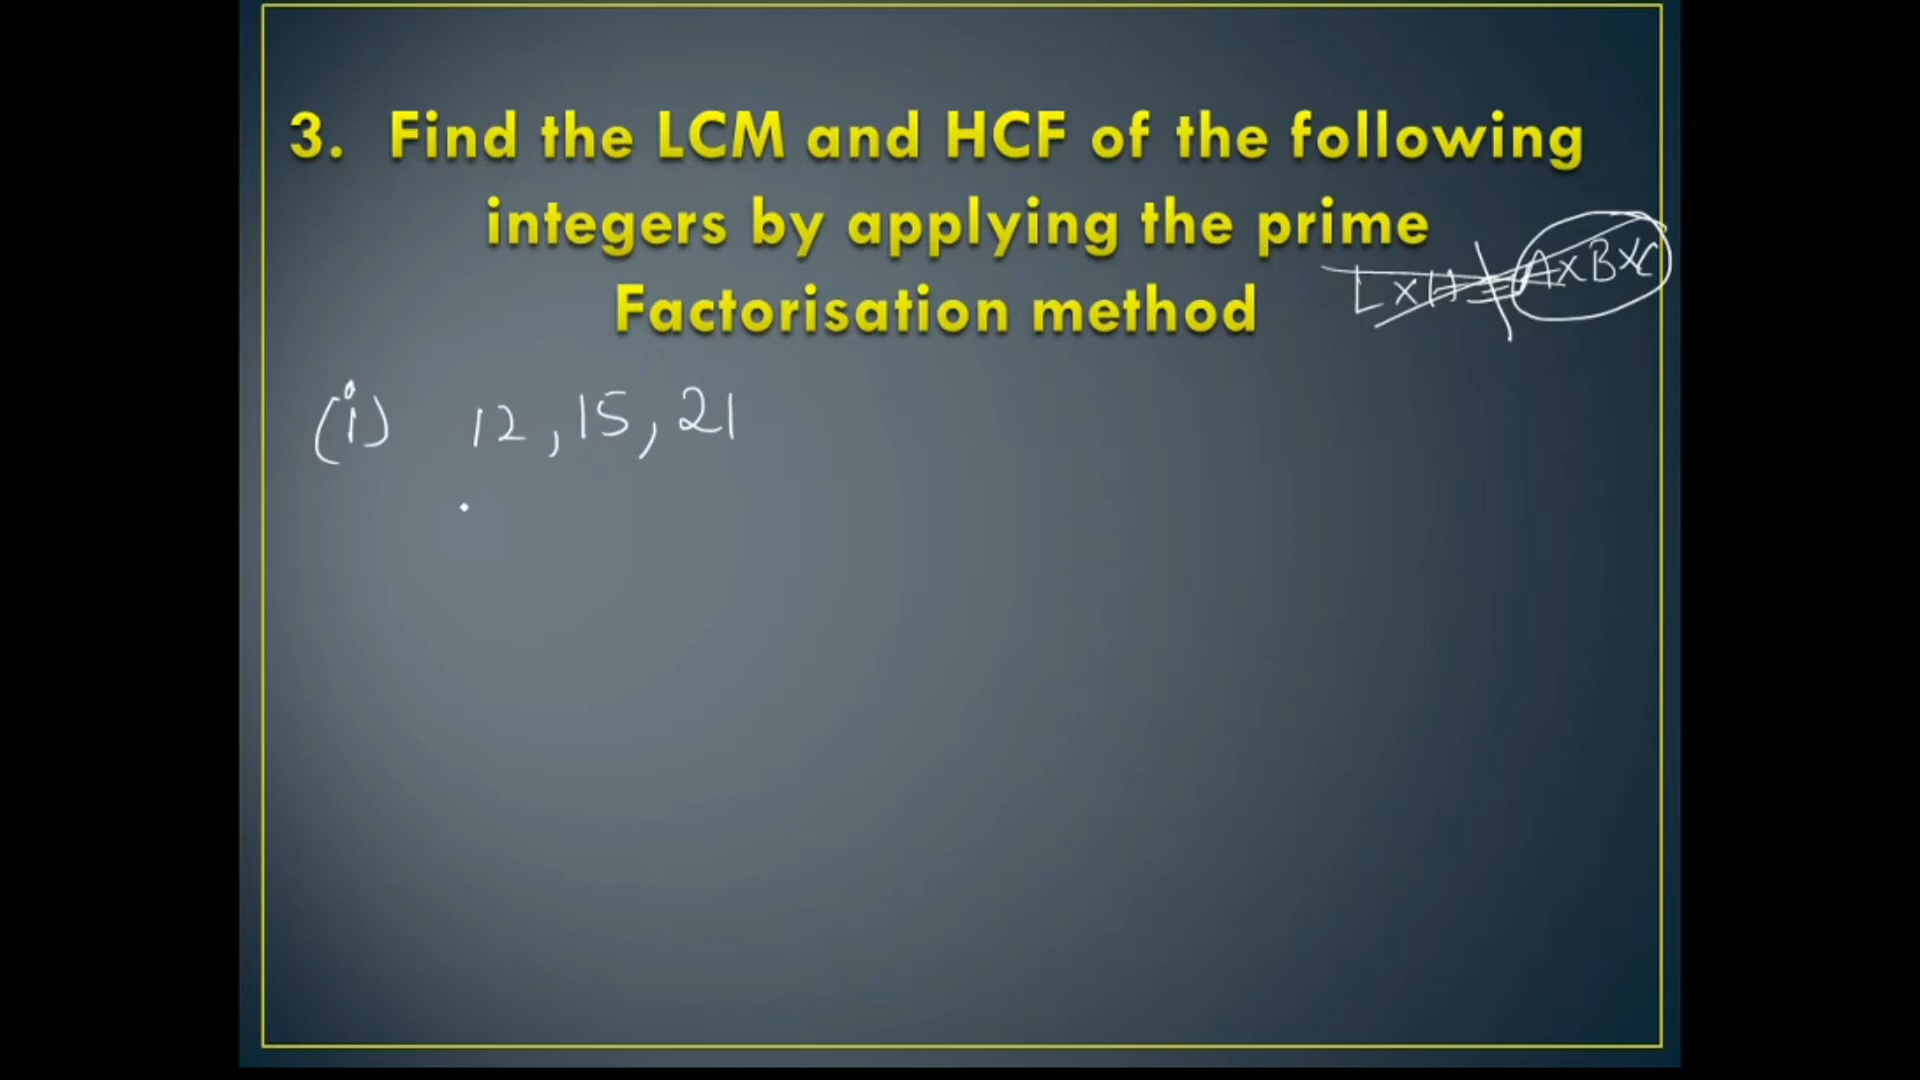 3. Find the LCM and HCF of the following
integers by applying the prime
Factorisation method
L×H ≠ A×B×C
(i) 12, 15, 21